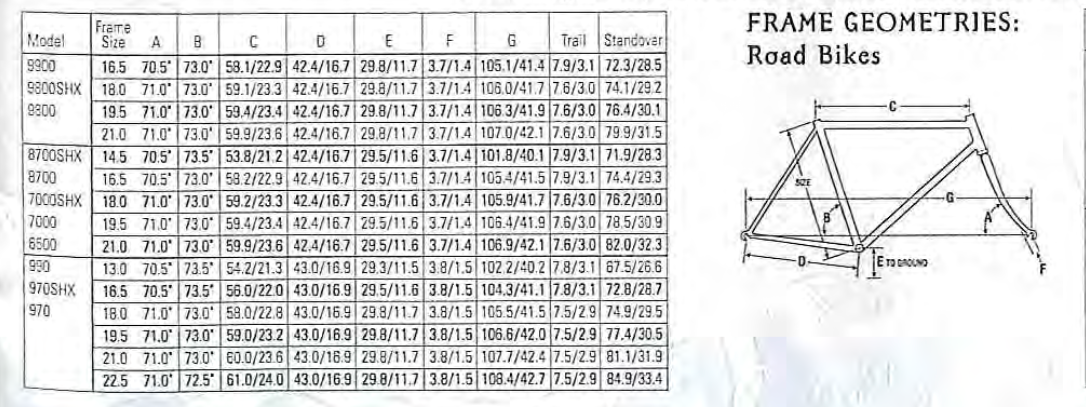 Model Frame Size A B C D E F G Trail Standover
9900 16.5 70.5° 73.0° 58.1/22.9 42.4/16.7 29.8/11.7 3.7/1.4 105.1/41.4 7.9/3.1 72.3/28.5
9800SHX 18.0 71.0° 73.0° 59.1/23.3 42.4/16.7 29.8/11.7 3.7/1.4 106.0/41.7 7.6/3.0 74.1/29.2
9800 19.5 71.0° 73.0° 59.4/23.4 42.4/16.7 29.8/11.7 3.7/1.4 106.3/41.9 7.6/3.0 76.4/30.1
21.0 71.0° 73.0° 59.9/23.6 42.4/16.7 29.8/11.7 3.7/1.4 107.0/42.1 7.6/3.0 79.9/31.5
8700SHX 14.5 70.5° 73.5° 53.8/21.2 42.4/16.7 29.5/11.6 3.7/1.4 101.8/40.1 7.9/3.1 71.9/28.3
8700 16.5 70.5° 73.0° 58.2/22.9 42.4/16.7 29.5/11.6 3.7/1.4 105.4/41.5 7.9/3.1 74.4/29.3
7000SHX 18.0 71.0° 73.0° 59.2/23.3 42.4/16.7 29.5/11.6 3.7/1.4 105.9/41.7 7.6/3.0 76.2/30.0
7000 19.5 71.0° 73.0° 59.4/23.4 42.4/16.7 29.5/11.6 3.7/1.4 106.4/41.9 7.6/3.0 78.5/30.9
6500 21.0 71.0° 73.0° 59.9/23.6 42.4/16.7 29.5/11.6 3.7/1.4 106.9/42.1 7.6/3.0 82.0/32.3
990 13.0 70.5° 73.5° 54.2/21.3 43.0/16.9 29.3/11.5 3.8/1.5 102.2/40.2 7.8/3.1 67.5/26.6
970SHX 16.5 70.5° 73.5° 56.0/22.0 43.0/16.9 29.5/11.6 3.8/1.5 104.3/41.1 7.8/3.1 72.8/28.7
970 18.0 71.0° 73.0° 58.0/22.8 43.0/16.9 29.8/11.7 3.8/1.5 105.5/41.5 7.5/2.9 74.9/29.5
19.5 71.0° 73.0° 59.0/23.2 43.0/16.9 29.8/11.7 3.8/1.5 106.6/42.0 7.5/2.9 77.4/30.5
21.0 71.0° 73.0° 60.0/23.6 43.0/16.9 29.8/11.7 3.8/1.5 107.7/42.4 7.5/2.9 81.1/31.9
22.5 71.0° 72.5° 61.0/24.0 43.0/16.9 29.8/11.7 3.8/1.5 108.4/42.7 7.5/2.9 84.9/33.4
FRAME GEOMETRIES:
Road Bikes
C
SIZE
G
B
A
D
E TO GROUND
F